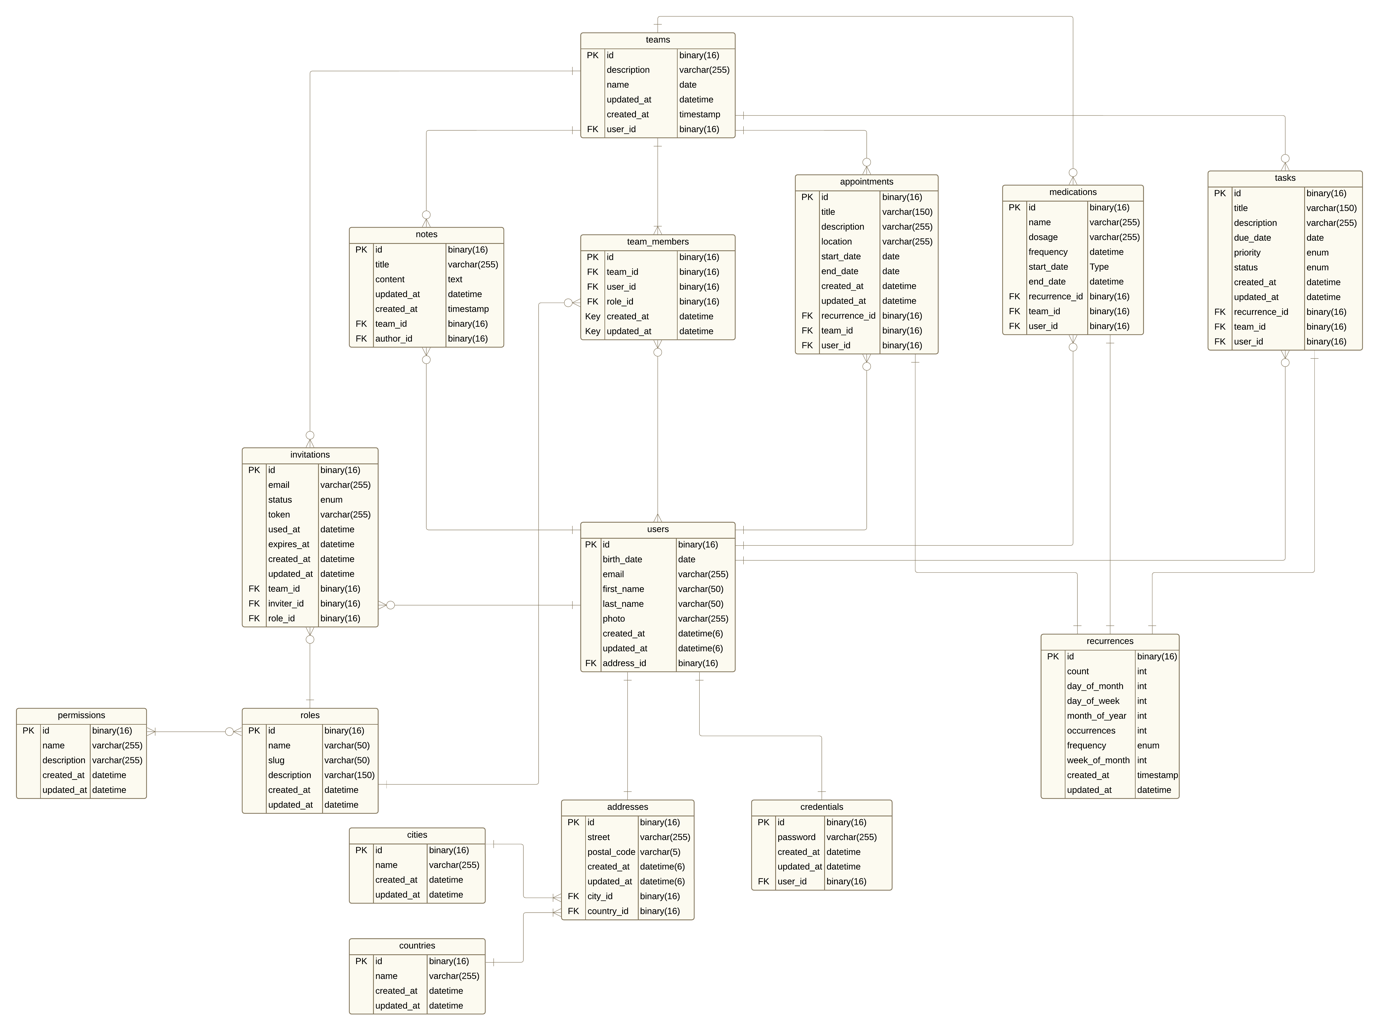 teams
PK id binary(16)
description varchar(255)
name date
updated_at datetime
created_at timestamp
FK user_id binary(16)
appointments
PK id binary(16)
title varchar(150)
description varchar(255)
location varchar(255)
start_date date
end_date date
created_at datetime
updated_at datetime
FK recurrence_id binary(16)
FK team_id binary(16)
FK user_id binary(16)
medications
PK id binary(16)
name varchar(255)
dosage varchar(255)
frequency datetime
start_date Type
end_date datetime
FK recurrence_id binary(16)
FK team_id binary(16)
FK user_id binary(16)
tasks
PK id binary(16)
title varchar(150)
description varchar(255)
due_date date
priority enum
status enum
created_at datetime
updated_at datetime
FK recurrence_id binary(16)
FK team_id binary(16)
FK user_id binary(16)
notes
PK id binary(16)
title varchar(255)
content text
updated_at datetime
created_at timestamp
FK team_id binary(16)
FK author_id binary(16)
team_members
PK id binary(16)
FK team_id binary(16)
FK user_id binary(16)
FK role_id binary(16)
Key created_at datetime
Key updated_at datetime
invitations
PK id binary(16)
email varchar(255)
status enum
token varchar(255)
used_at datetime
expires_at datetime
created_at datetime
updated_at datetime
FK team_id binary(16)
FK inviter_id binary(16)
FK role_id binary(16)
users
PK id binary(16)
birth_date date
email varchar(255)
first_name varchar(50)
last_name varchar(50)
photo varchar(255)
created_at datetime(6)
updated_at datetime(6)
FK address_id binary(16)
recurrences
PK id binary(16)
count int
day_of_month int
day_of_week int
month_of_year int
occurrences int
frequency enum
week_of_month int
created_at timestamp
updated_at datetime
permissions
PK id binary(16)
name varchar(255)
description varchar(255)
created_at datetime
updated_at datetime
roles
PK id binary(16)
name varchar(50)
slug varchar(50)
description varchar(150)
created_at datetime
updated_at datetime
addresses
PK id binary(16)
street varchar(255)
postal_code varchar(5)
created_at datetime(6)
updated_at datetime(6)
FK city_id binary(16)
FK country_id binary(16)
credentials
PK id binary(16)
password varchar(255)
created_at datetime
updated_at datetime
FK user_id binary(16)
cities
PK id binary(16)
name varchar(255)
created_at datetime
updated_at datetime
countries
PK id binary(16)
name varchar(255)
created_at datetime
updated_at datetime